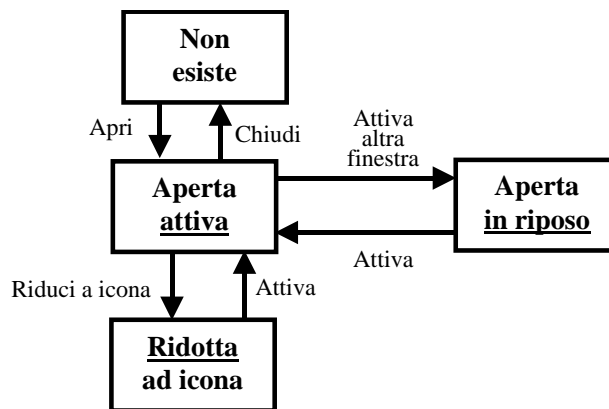 Non
esiste
Apri
Chiudi
Attiva
altra
finestra
Aperta
attiva
Aperta
in riposo
Attiva
Riduci a icona
Attiva
Ridotta
ad icona